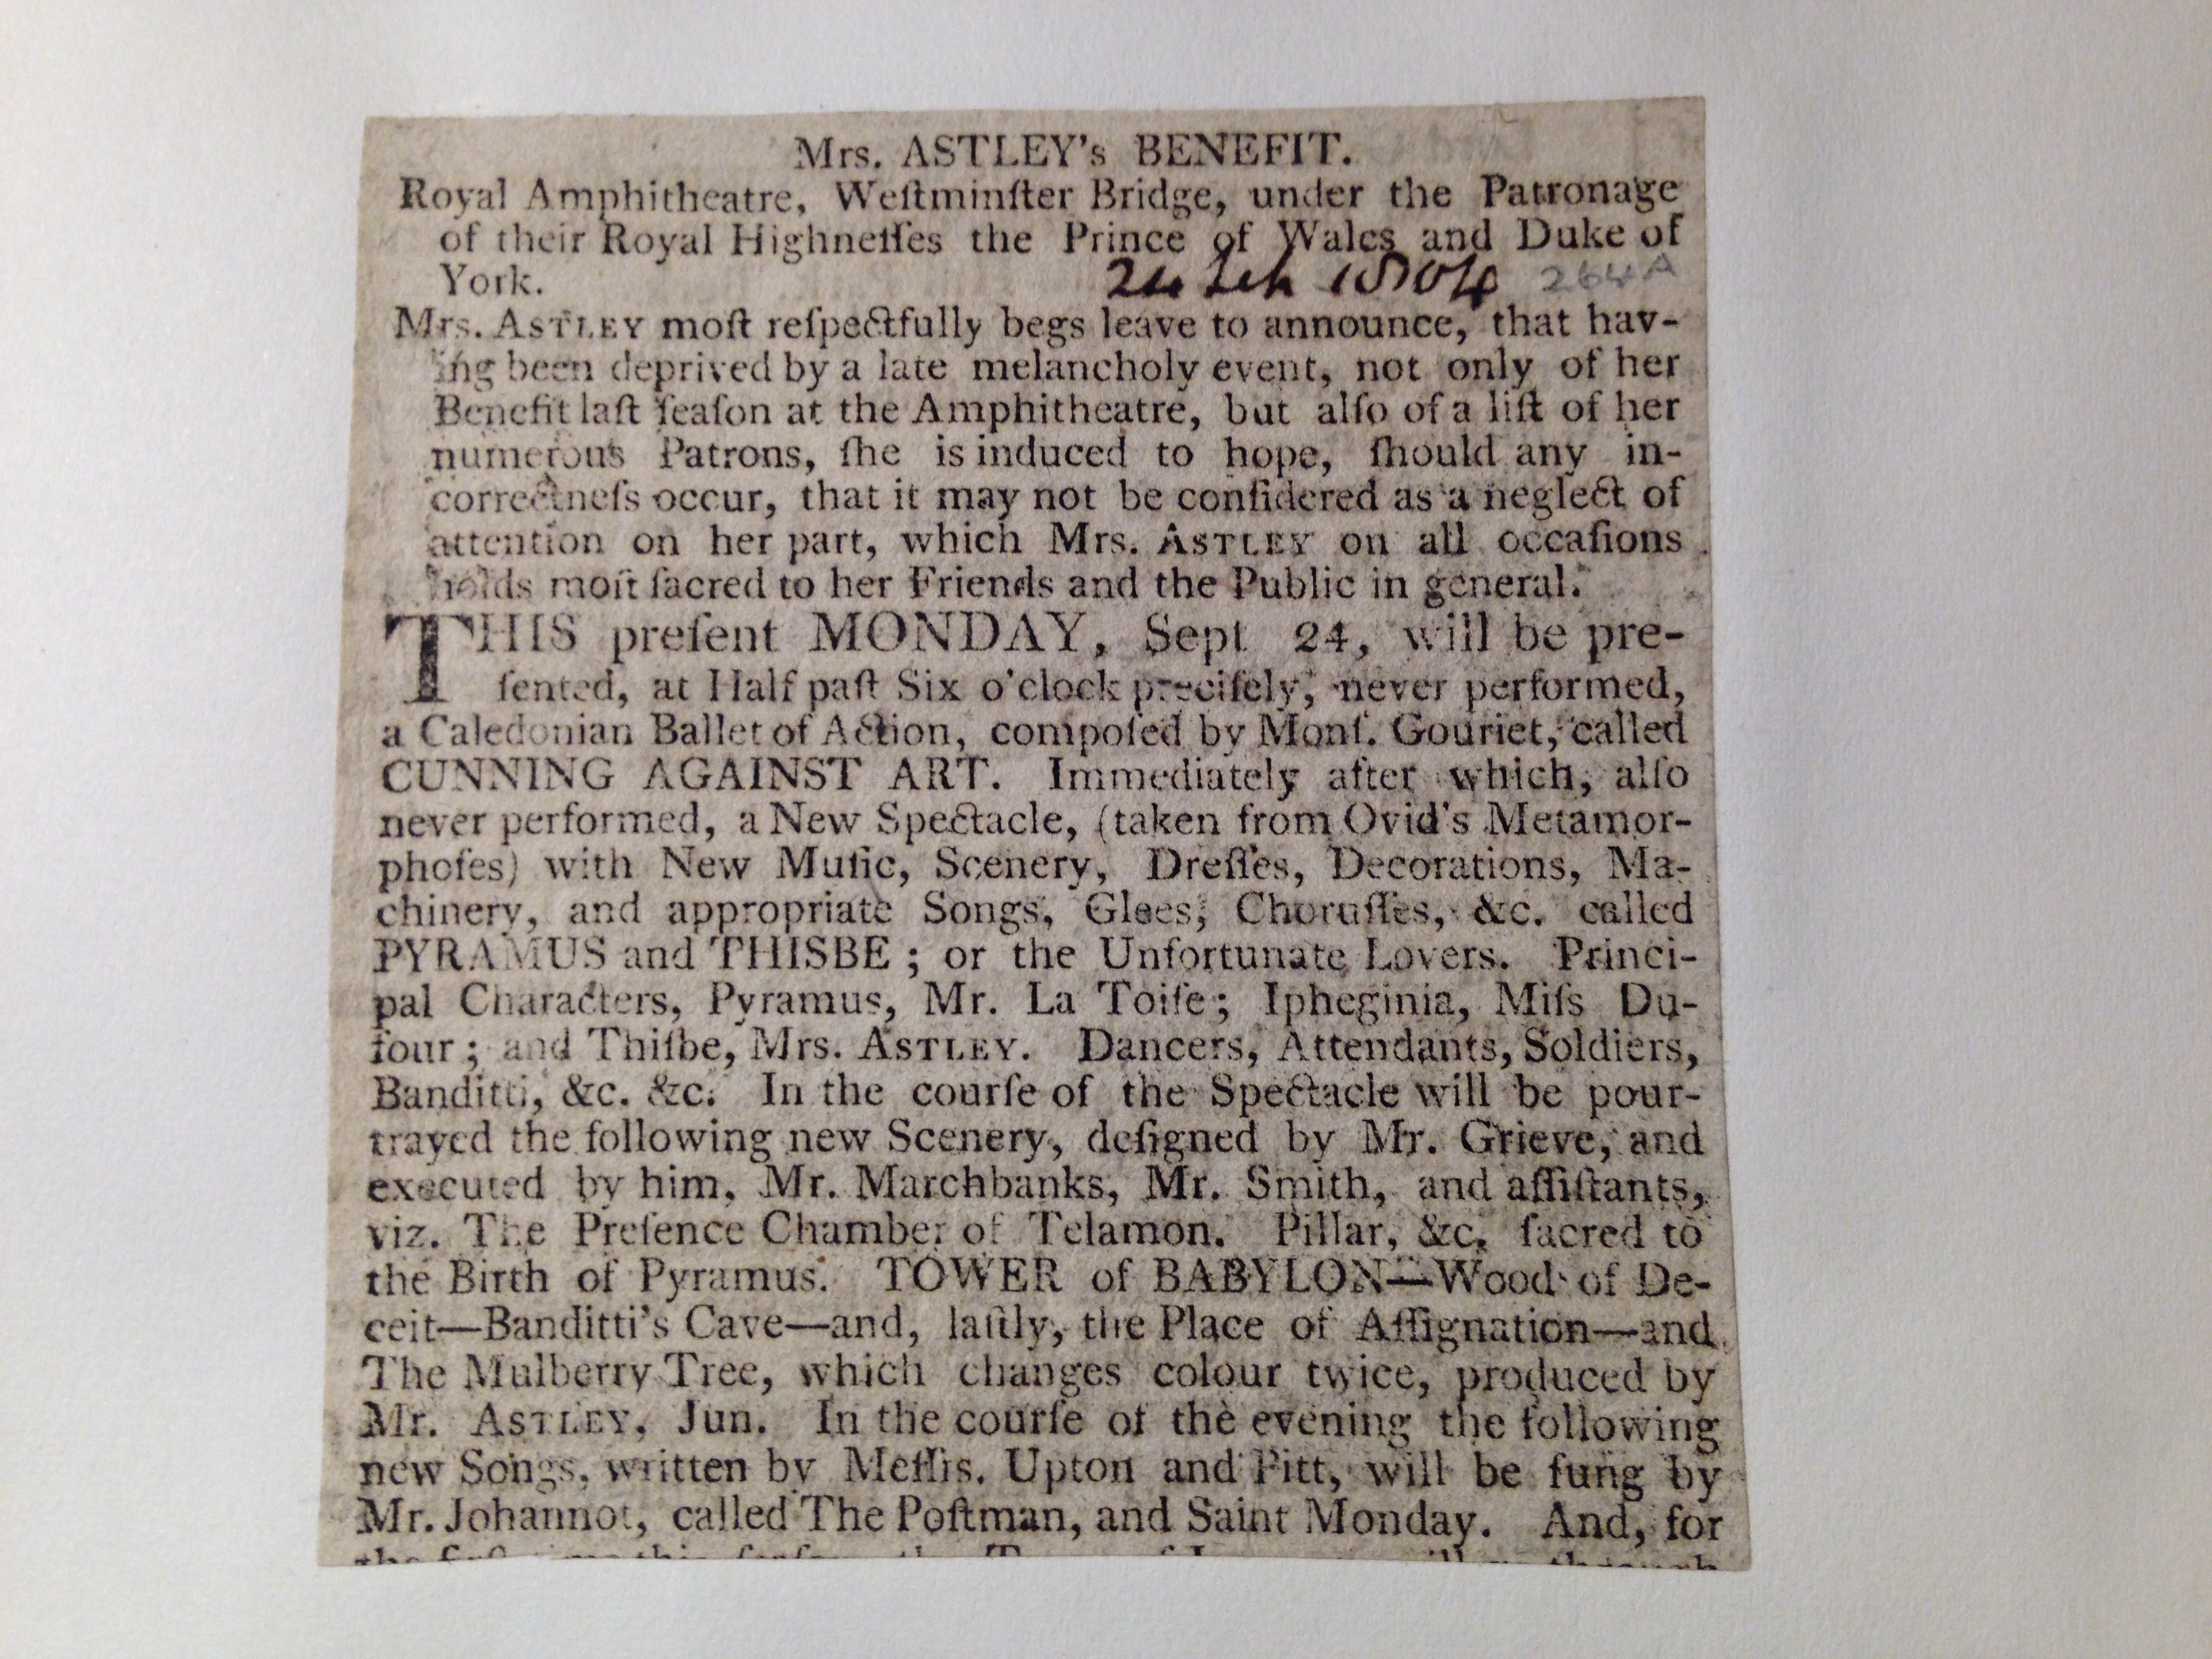 Mrs. ASTLEY's BENEFIT.
Royal Amphitheatre, Weſtminſter Bridge, under the Patronage
of their Royal Highneſſes the Prince of Wales and Duke of
York.
24 1804 264A
Mrs. ASTLEY moſt reſpectfully begs leave to announce, that hav-
ing been deprived by a late melancholy event, not only of her
Benefit laſt ſeaſon at the Amphitheatre, but alſo of a liſt of her
numerous Patrons, ſhe is induced to hope, ſhould any in-
correctneſs occur, that it may not be conſidered as a neglect of
attention on her part, which Mrs. ASTLEY on all occaſions
holds moſt ſacred to her Friends and the Public in general.
THIS preſent MONDAY, Sept 24, will be pre-
ſented, at Half paſt Six o'clock preciſely, never performed,
a Caledonian Ballet of Action, compoſed by Monſ. Gouriet, called
CUNNING AGAINST ART. Immediately after which, alſo
never performed, a New Spectacle, (taken from Ovid's Metamor-
phoſes) with New Muſic, Scenery, Dreſſes, Decorations, Ma-
chinery, and appropriate Songs, Glees, Choruſſes, &c. called
PYRAMUS and THISBE; or the Unfortunate Lovers. Princi-
pal Characters, Pyramus, Mr. La Toiſe; Ipheginia, Miſs Du-
four; and Thiſbe, Mrs. ASTLEY. Dancers, Attendants, Soldiers,
Banditti, &c. &c. In the courſe of the Spectacle will be pour-
trayed the following new Scenery, deſigned by Mr. Grieve, and
executed by him, Mr. Marchbanks, Mr. Smith, and aſſiſtants,
viz. The Preſence Chamber of Telamon. Pillar, &c. ſacred to
the Birth of Pyramus. TOWER of BABYLON—Wood of De-
ceit—Banditti's Cave—and, laſtly, the Place of Aſſignation—and
The Mulberry Tree, which changes colour twice, produced by
Mr. ASTLEY, Jun. In the courſe of the evening the following
new Songs, written by Meſſrs. Upton and Pitt, will be ſung by
Mr. Johannot, called The Poſtman, and Saint Monday. And, for